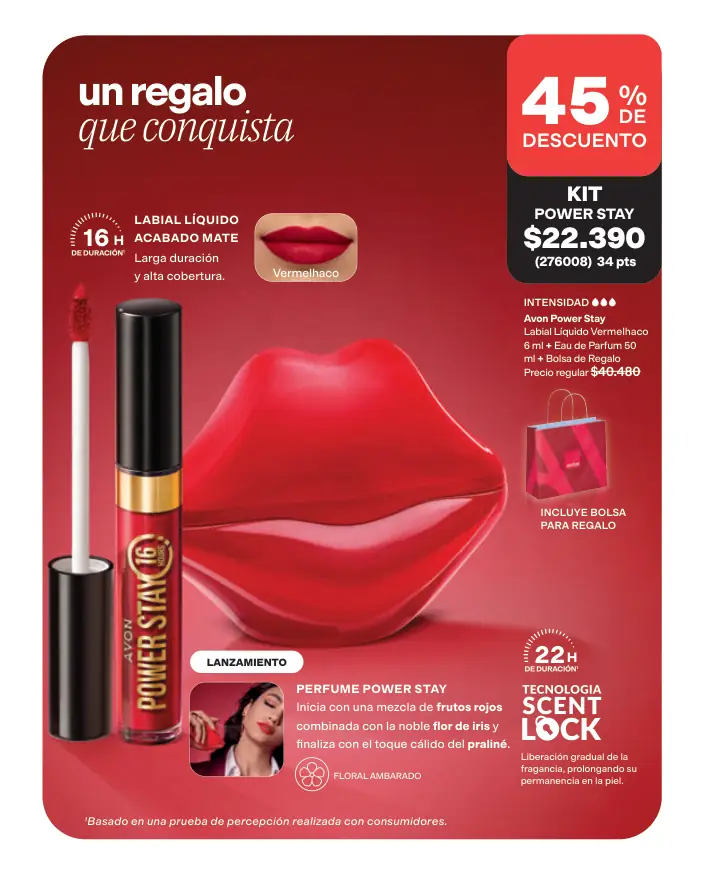 un regalo
que conquista
45 %
DE
DESCUENTO
KIT
POWER STAY
$22.390
(276008) 34 pts
16 H
DE DURACIÓN¹
LABIAL LÍQUIDO
ACABADO MATE
Larga duración
y alta cobertura.
Vermelhaco
INTENSIDAD
Avon Power Stay
Labial Líquido Vermelhaco
6 ml + Eau de Parfum 50
ml + Bolsa de Regalo
Precio regular $40.480
INCLUYE BOLSA
PARA REGALO
AVON
POWER STAY 16
HOURS
LANZAMIENTO
PERFUME POWER STAY
Inicia con una mezcla de frutos rojos
combinada con la noble flor de iris y
finaliza con el toque cálido del praliné.
FLORAL AMBARADO
22 H
DE DURACIÓN¹
TECNOLOGIA
SCENT
LOCK
Liberación gradual de la
fragancia, prolongando su
permanencia en la piel.
¹Basado en una prueba de percepción realizada con consumidores.